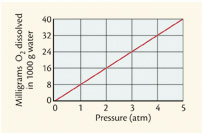 Milligrams O₂ dissolved
in 1000 g water
40
32
24
16
8
0
0 1 2 3 4 5
Pressure (atm)